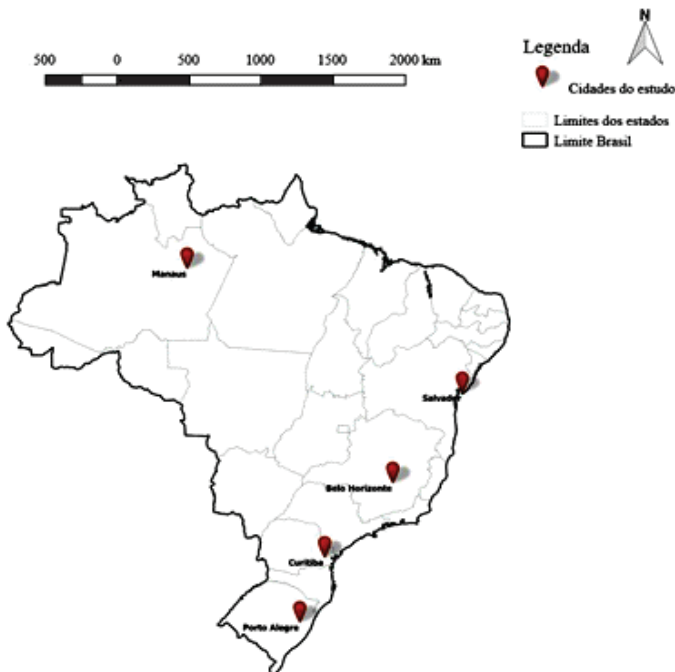 N
500 0 500 1000 1500 2000 km
Legenda
Cidades do estudo
Limites dos estados
Limite Brasil
Manaus
Salvador
Belo Horizonte
Curitiba
Porto Alegre